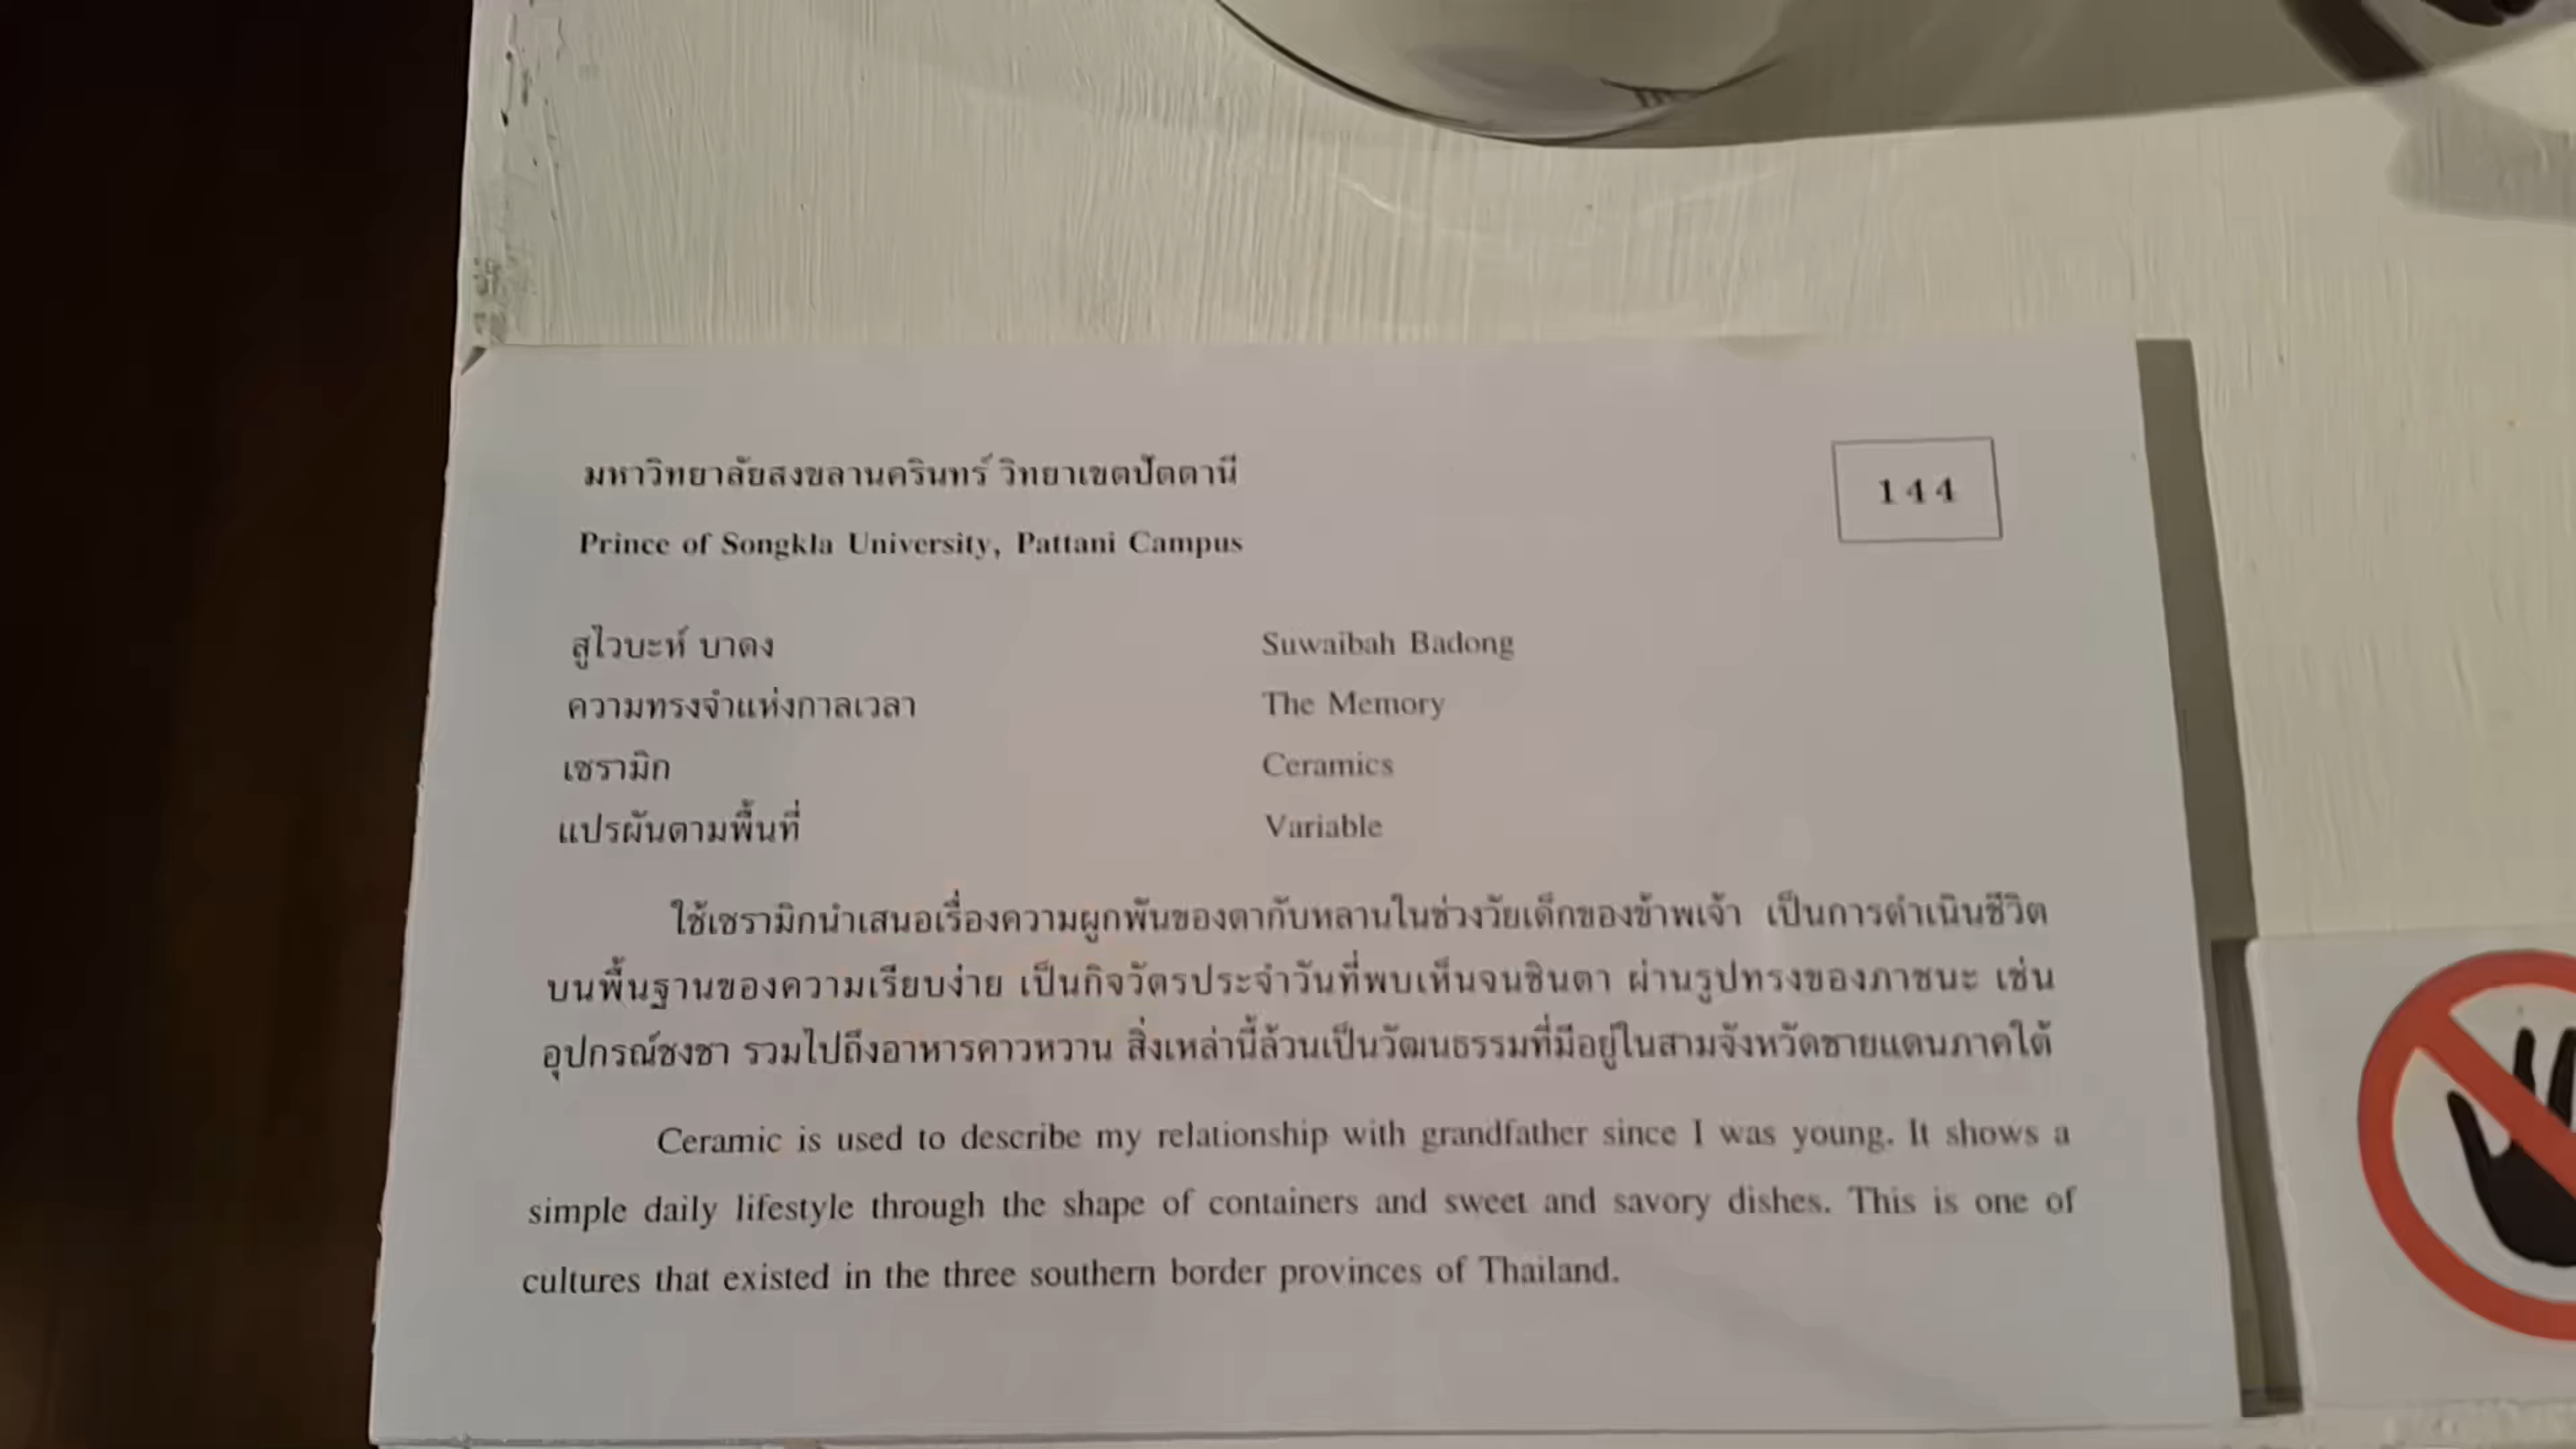 มหาวิทยาลัยสงขลานครินทร์ วิทยาเขตปัตตานี
144
Prince of Songkla University, Pattani Campus
สูไวบะห์ บาดง Suwaibah Badong
ความทรงจำแห่งกาลเวลา The Memory
เซรามิก Ceramics
แปรผันตามพื้นที่ Variable
ใช้เซรามิกนำเสนอเรื่องความผูกพันของตากับหลานในช่วงวัยเด็กของข้าพเจ้า เป็นการดำเนินชีวิต
บนพื้นฐานของความเรียบง่าย เป็นกิจวัตรประจำวันที่พบเห็นจนชินตา ผ่านรูปทรงของภาชนะ เช่น
อุปกรณ์ชงชา รวมไปถึงอาหารคาวหวาน สิ่งเหล่านี้ล้วนเป็นวัฒนธรรมที่มีอยู่ในสามจังหวัดชายแดนภาคใต้
Ceramic is used to describe my relationship with grandfather since I was young. It shows a
simple daily lifestyle through the shape of containers and sweet and savory dishes. This is one of
cultures that existed in the three southern border provinces of Thailand.